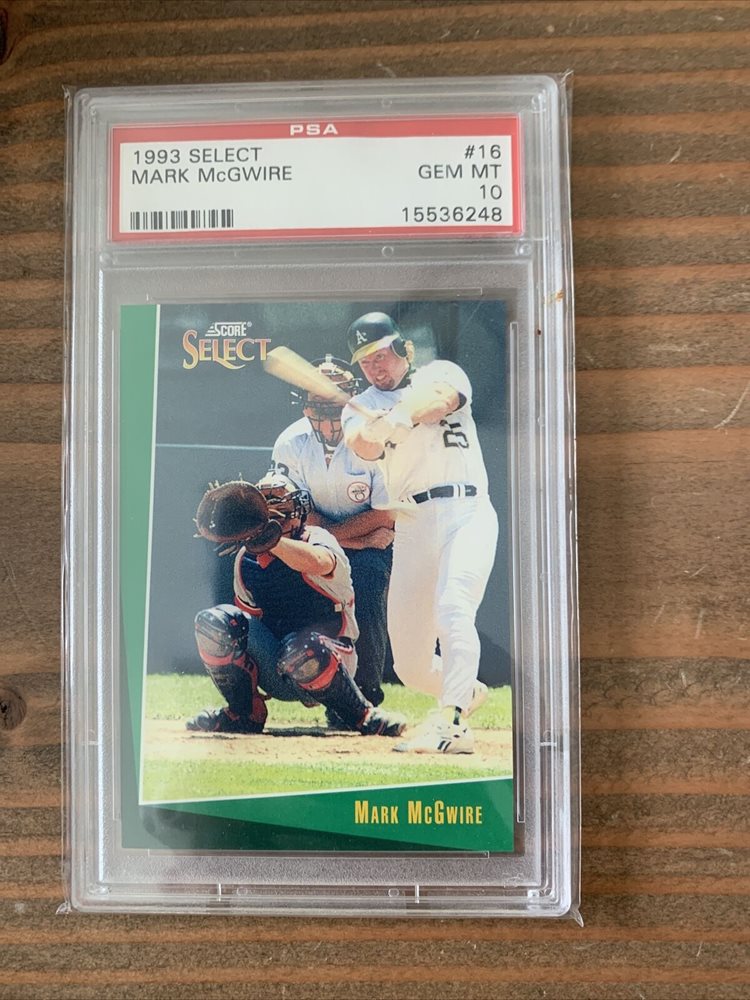 PSA
1993 SELECT #16
MARK McGWIRE GEM MT
10
15536248
SCORE®
SELECT
A
MARK MCGWIRE